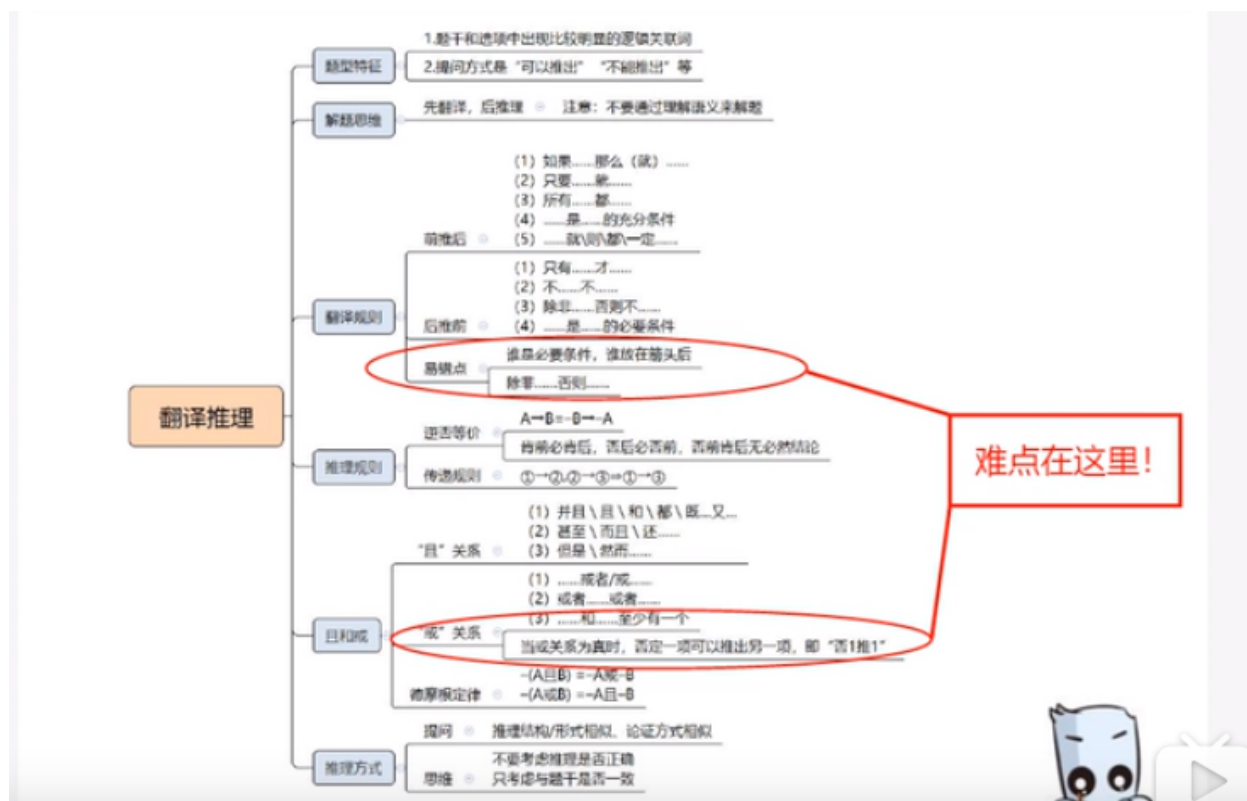 1.题干和选项中出现比较明显的逻辑关联词
题型特征
2.提问方式是“可以推出” “不能推出”等
解题思维
先翻译，后推理
注意：不要通过理解语义来解题
(1) 如果……那么（就）……
(2) 只要……就……
(3) 所有……都……
(4) ……是……的充分条件
前推后
(5) ……就\则\都\一定……
(1) 只有……才……
(2) 不……不……
翻译规则
(3) 除非……否则不……
后推前
(4) ……是……的必要条件
谁是必要条件，谁放在箭头后
易错点
除非……否则……
翻译推理
逆否等价
A→B=-B→-A
肯前必肯后，否后必否前，否前肯后无必然结论
难点在这里！
推理规则
传递规则
①→②,②→③⇒①→③
(1) 并且\且\和\都\既...又...
(2) 甚至\而且\还……
“且”关系
(3) 但是\然而……
(1) ……或者/或……
(2) 或者……或者……
(3) ……和……至少有一个
且和或
“或”关系
当或关系为真时，否定一项可以推出另一项，即“否1推1”
-(A且B) =-A或-B
德摩根定律
-(A或B) =-A且-B
提问
推理结构/形式相似、论证方式相似
推理方式
不要考虑推理是否正确
思维
只考虑与题干是否一致